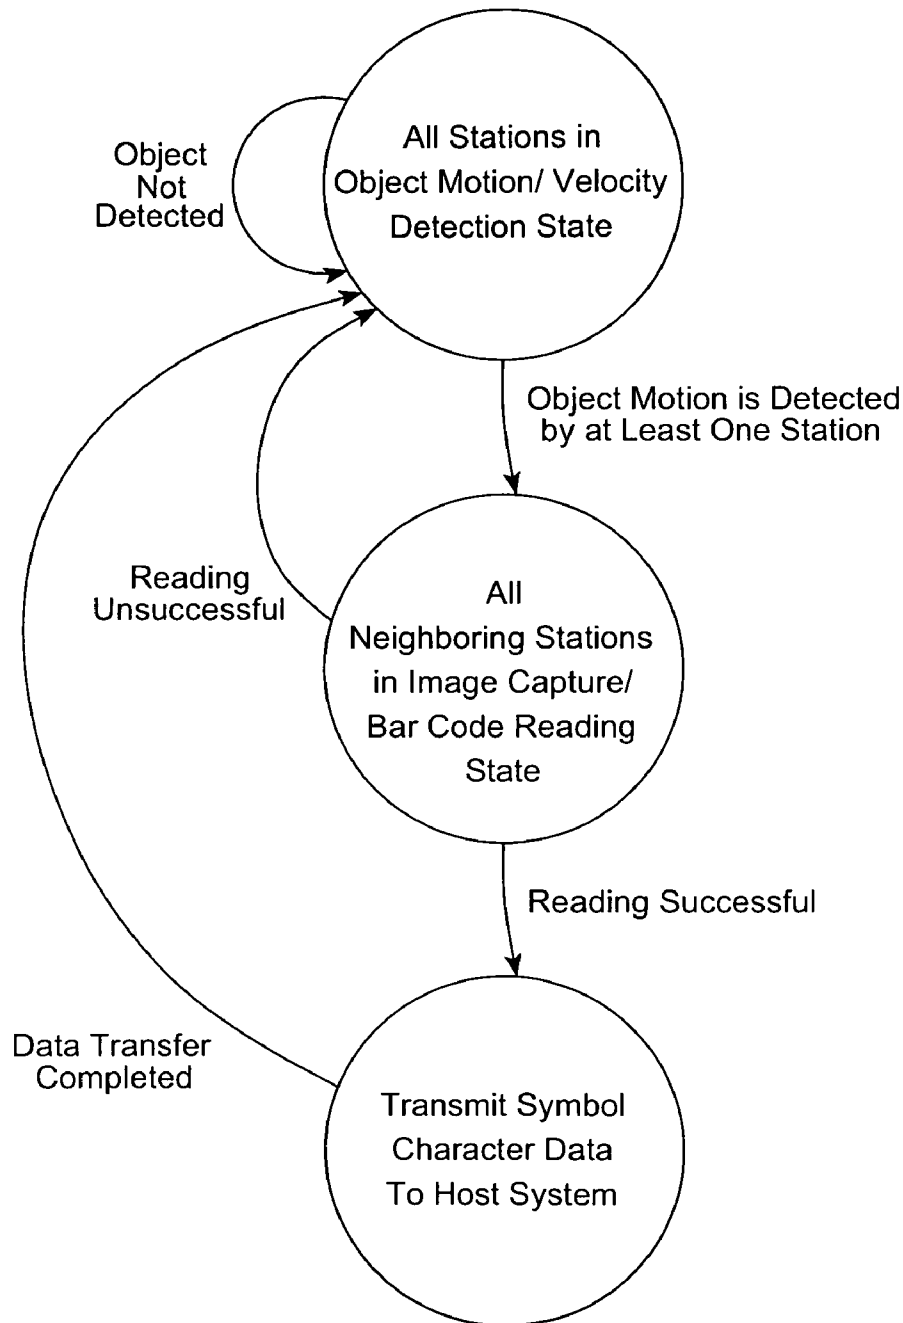 Object
Not
Detected
All Stations in
Object Motion/ Velocity
Detection State
Object Motion is Detected
by at Least One Station
Reading
Unsuccessful
All
Neighboring Stations
in Image Capture/
Bar Code Reading
State
Reading Successful
Data Transfer
Completed
Transmit Symbol
Character Data
To Host System